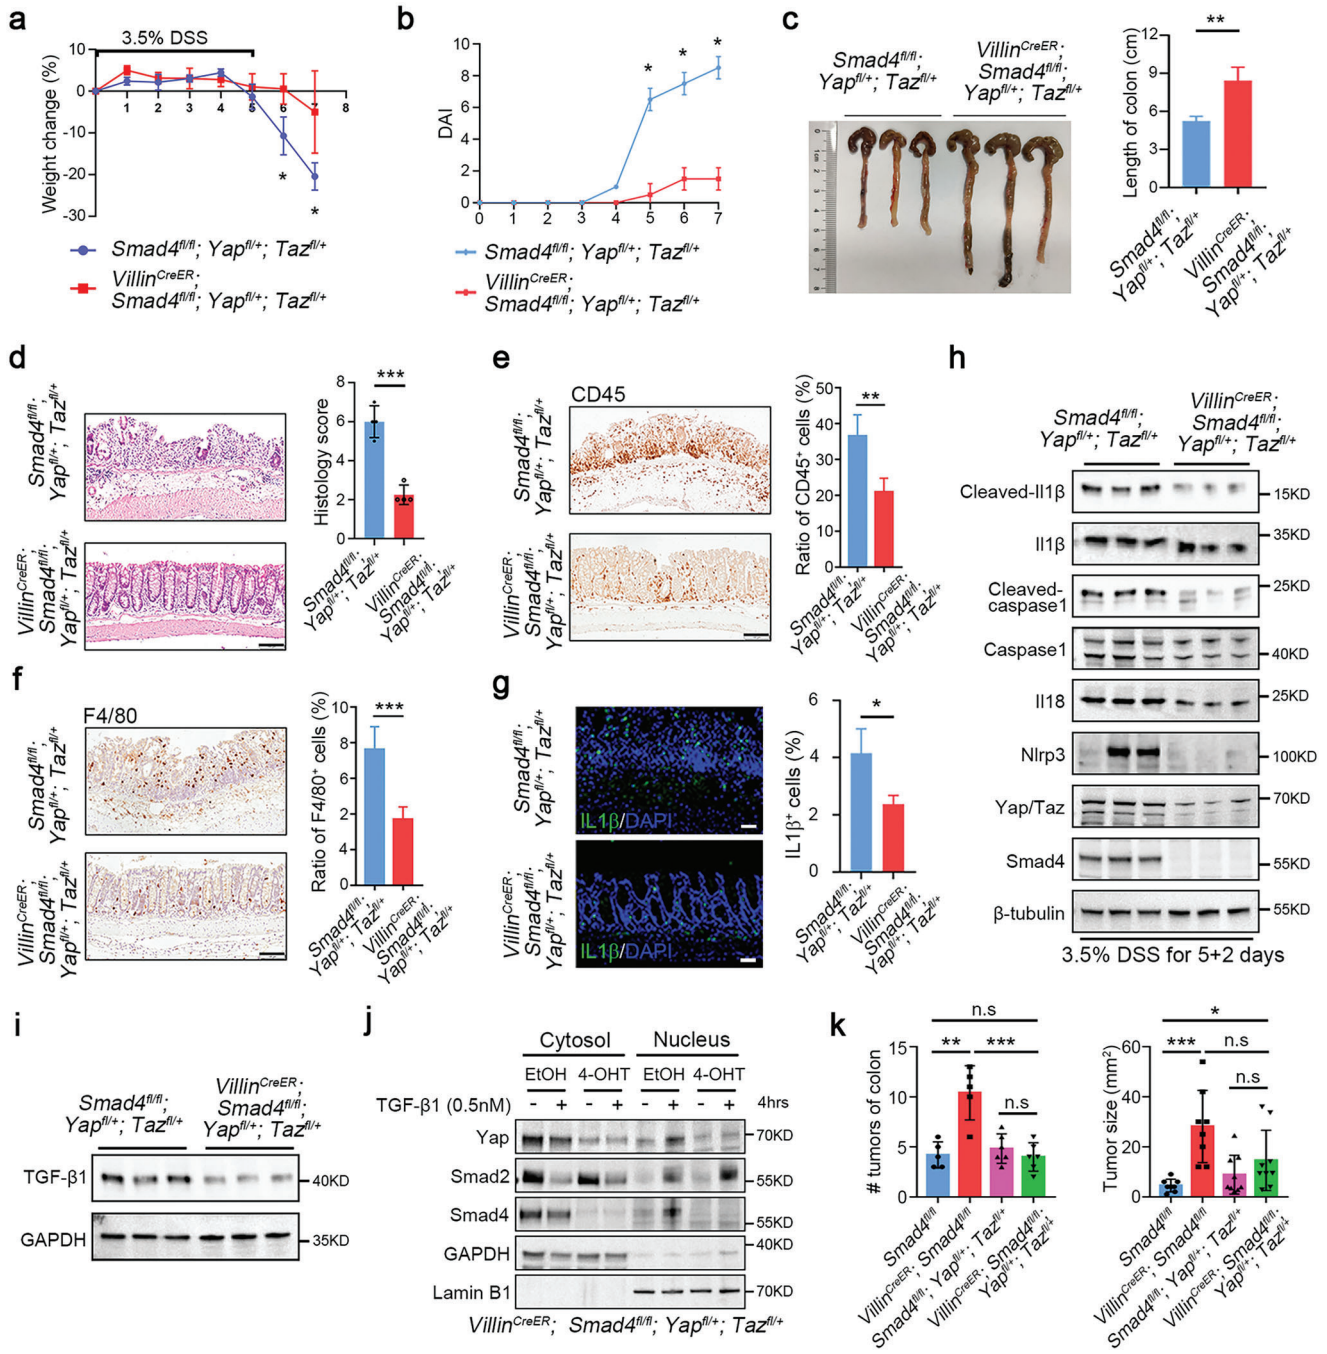 a
3.5% DSS
Weight change (%)
10
0
-10
-20
-30
1 2 3 4 5 6 7 8
*
*
Smad4fl/fl; Yapfl/+; Tazfl/+
VillinCreER;
Smad4fl/fl; Yapfl/+; Tazfl/+
b
DAI
10
8
6
4
2
0
0 1 2 3 4 5 6 7
* * *
Smad4fl/fl; Yapfl/+; Tazfl/+
VillinCreER;
Smad4fl/fl; Yapfl/+; Tazfl/+
c
Smad4fl/fl;
Yapfl/+; Tazfl/+
VillinCreER;
Smad4fl/fl;
Yapfl/+; Tazfl/+
0 1cm 2 3 4 5 6 7 8
Length of colon (cm)
12
9
6
3
0
**
Smad4fl/fl;
Yapfl/+; Tazfl/+
VillinCreER;
Smad4fl/fl;
Yapfl/+; Tazfl/+
d
Smad4fl/fl;
Yapfl/+; Tazfl/+
VillinCreER;
Smad4fl/fl;
Yapfl/+; Tazfl/+
Histology score
8
6
4
2
0
***
Smad4fl/fl;
Yapfl/+; Tazfl/+
VillinCreER;
Smad4fl/fl;
Yapfl/+; Tazfl/+
e
CD45
Smad4fl/fl;
Yapfl/+; Tazfl/+
VillinCreER;
Smad4fl/fl;
Yapfl/+; Tazfl/+
Ratio of CD45+ cells (%)
50
40
30
20
10
0
**
Smad4fl/fl;
Yapfl/+; Tazfl/+
VillinCreER;
Smad4fl/fl;
Yapfl/+; Tazfl/+
f
F4/80
Smad4fl/fl;
Yapfl/+; Tazfl/+
VillinCreER;
Smad4fl/fl;
Yapfl/+; Tazfl/+
Ratio of F4/80+ cells (%)
10
8
2
0
***
Smad4fl/fl;
Yapfl/+; Tazfl/+
VillinCreER;
Smad4fl/fl;
Yapfl/+; Tazfl/+
g
Smad4fl/fl;
Yapfl/+; Tazfl/+
IL1β/DAPI
VillinCreER;
Smad4fl/fl;
Yapfl/+; Tazfl/+
IL1β/DAPI
IL1β+ cells (%)
6
4
2
0
*
Smad4fl/fl;
Yapfl/+; Tazfl/+
VillinCreER;
Smad4fl/fl;
Yapfl/+; Tazfl/+
h
Smad4fl/fl;
Yapfl/+; Tazfl/+
VillinCreER;
Smad4fl/fl;
Yapfl/+; Tazfl/+
Cleaved-Il1β
15KD
Il1β
35KD
Cleaved-
caspase1
25KD
Caspase1
40KD
Il18
25KD
Nlrp3
100KD
Yap/Taz
70KD
Smad4
55KD
β-tubulin
55KD
3.5% DSS for 5+2 days
i
Smad4fl/fl;
Yapfl/+; Tazfl/+
VillinCreER;
Smad4fl/fl;
Yapfl/+; Tazfl/+
TGF-β1
40KD
GAPDH
35KD
j
Cytosol Nucleus
EtOH 4-OHT EtOH 4-OHT
TGF-β1 (0.5nM) - + - + - + - + 4hrs
Yap 70KD
Smad2 55KD
Smad4 55KD
GAPDH 40KD
Lamin B1 70KD
VillinCreER; Smad4fl/fl; Yapfl/+; Tazfl/+
k
# tumors of colon
15
10
5
0
n.s
** ***
n.s
Smad4fl/fl
VillinCreER; Smad4fl/fl
Smad4fl/fl; Yapfl/+; Tazfl/+
VillinCreER; Smad4fl/fl;
Yapfl/+; Tazfl/+
Tumor size (mm2)
60
40
20
0
*
*** n.s
n.s
Smad4fl/fl
VillinCreER; Smad4fl/fl
Smad4fl/fl; Yapfl/+; Tazfl/+
VillinCreER; Smad4fl/fl;
Yapfl/+; Tazfl/+